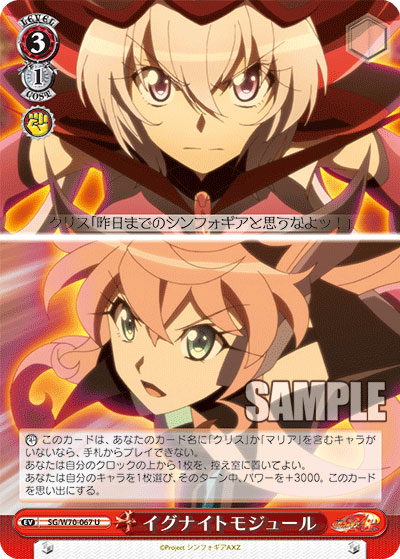 LEVEL
3
1
COST
クリス「昨日までのシンフォギアと思うなよッ！」
SAMPLE
このカードは、あなたのカード名に「クリス」か「マリア」を含むキャラが
いないなら、手札からプレイできない。
あなたは自分のクロックの上から1枚を、控え室に置いてよい。
あなたは自分のキャラを1枚選び、そのターン中、パワーを+3000。このカー
ドを思い出にする。
EV
SG/W70-067 U
イグナイトモジュール
©Project シンフォギアAXZ